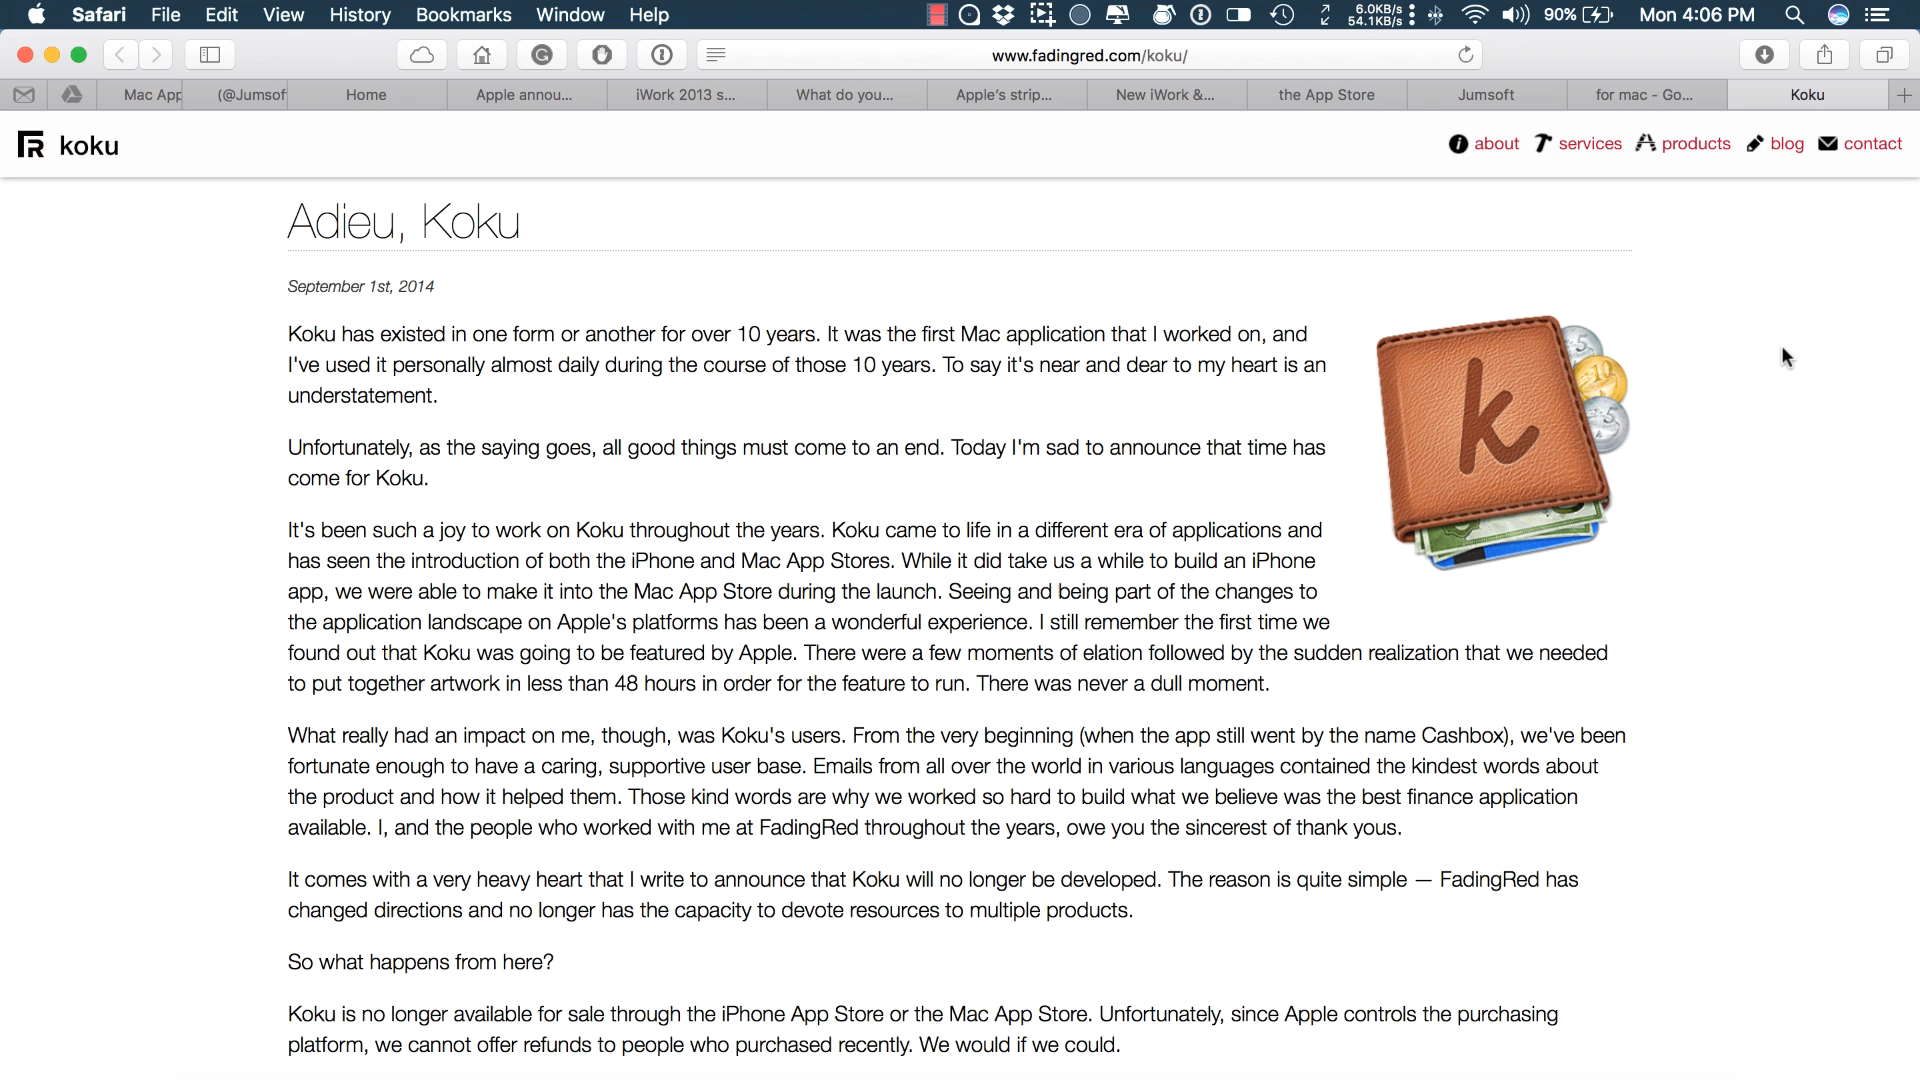 Safari File Edit View History Bookmarks Window Help 6.0KB/s 54.1KB/s 90% Mon 4:06 PM
www.fadingred.com/koku/
Mac App (@Jumsof Home Apple annou... iWork 2013 s... What do you... Apple's strip... New iWork &... the App Store Jumsoft for mac - Go... Koku
koku about services products blog contact
Adieu, Koku
September 1st, 2014
Koku has existed in one form or another for over 10 years. It was the first Mac application that I worked on, and
I've used it personally almost daily during the course of those 10 years. To say it's near and dear to my heart is an
understatement.
Unfortunately, as the saying goes, all good things must come to an end. Today I'm sad to announce that time has
come for Koku.
It's been such a joy to work on Koku throughout the years. Koku came to life in a different era of applications and
has seen the introduction of both the iPhone and Mac App Stores. While it did take us a while to build an iPhone
app, we were able to make it into the Mac App Store during the launch. Seeing and being part of the changes to
the application landscape on Apple's platforms has been a wonderful experience. I still remember the first time we
found out that Koku was going to be featured by Apple. There were a few moments of elation followed by the sudden realization that we needed
to put together artwork in less than 48 hours in order for the feature to run. There was never a dull moment.
What really had an impact on me, though, was Koku's users. From the very beginning (when the app still went by the name Cashbox), we've been
fortunate enough to have a caring, supportive user base. Emails from all over the world in various languages contained the kindest words about
the product and how it helped them. Those kind words are why we worked so hard to build what we believe was the best finance application
available. I, and the people who worked with me at FadingRed throughout the years, owe you the sincerest of thank yous.
It comes with a very heavy heart that I write to announce that Koku will no longer be developed. The reason is quite simple — FadingRed has
changed directions and no longer has the capacity to devote resources to multiple products.
So what happens from here?
Koku is no longer available for sale through the iPhone App Store or the Mac App Store. Unfortunately, since Apple controls the purchasing
platform, we cannot offer refunds to people who purchased recently. We would if we could.
k
5
10
5